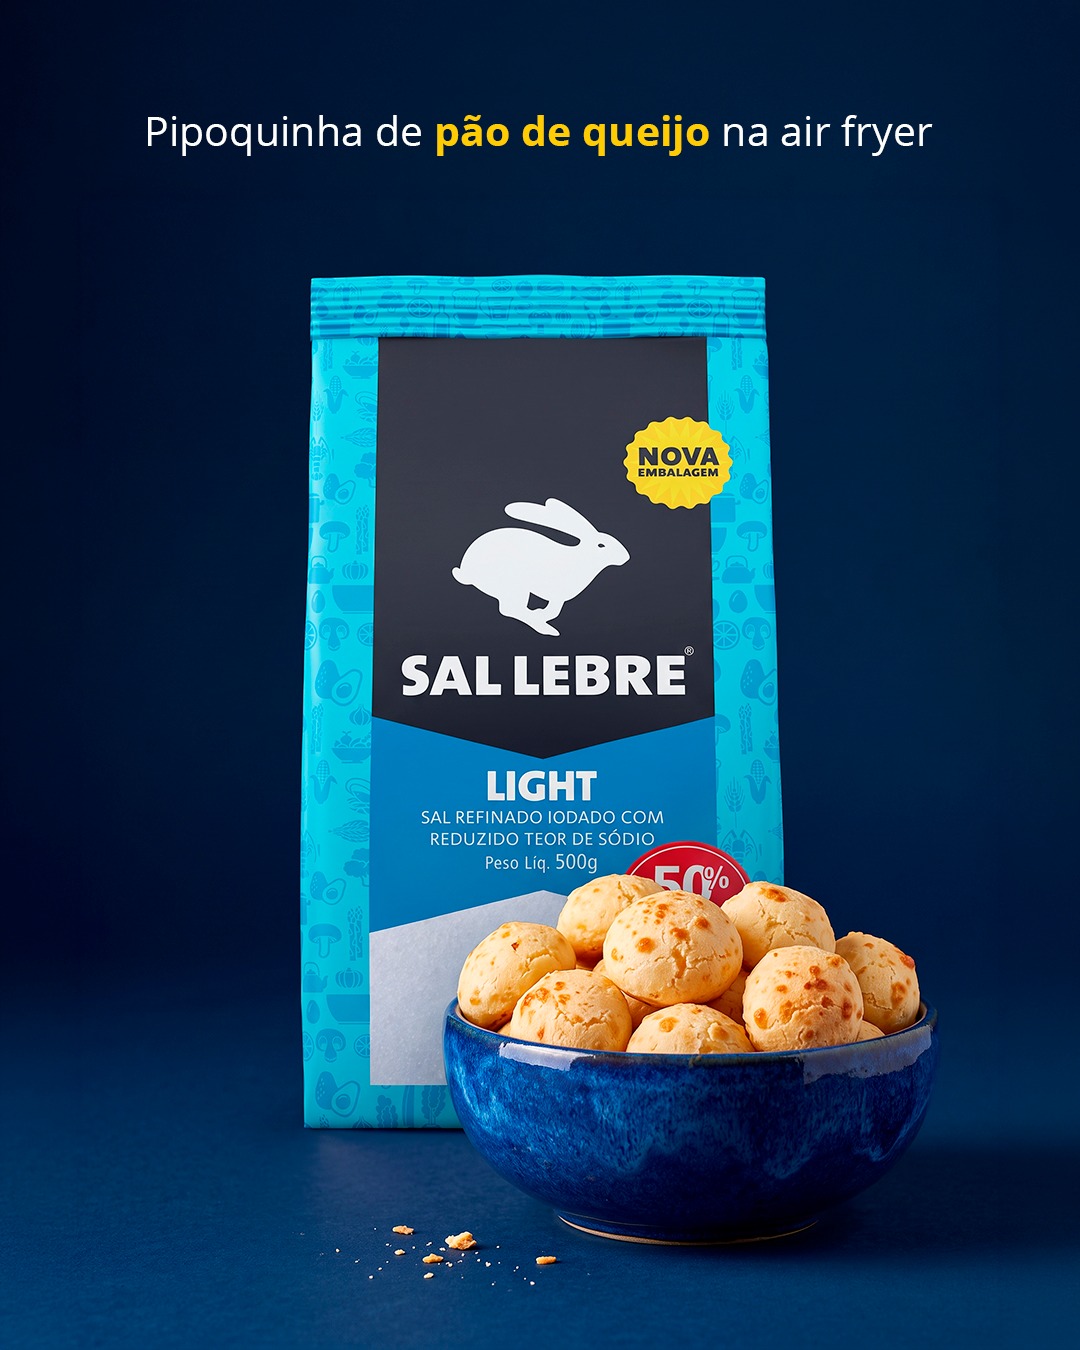 Pipoquinha de pão de queijo na air fryer
NOVA
EMBALAGEM
SAL LEBRE®
LIGHT
SAL REFINADO IODADO COM
REDUZIDO TEOR DE SÓDIO
Peso Líq. 500g
50%